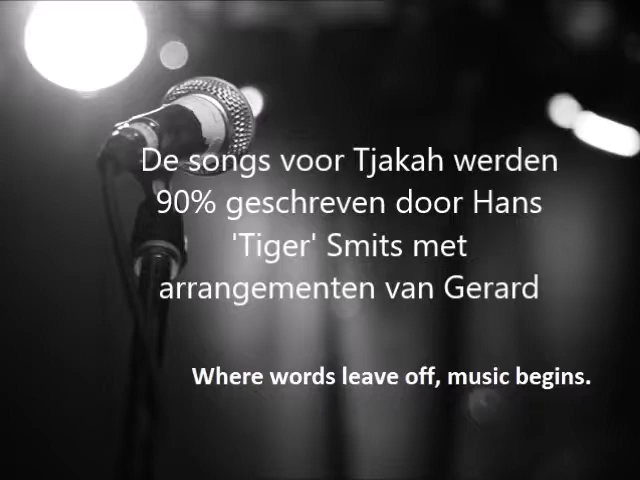 De songs voor Tjakah werden
90% geschreven door Hans
'Tiger' Smits met
arrangementen van Gerard
Where words leave off, music begins.